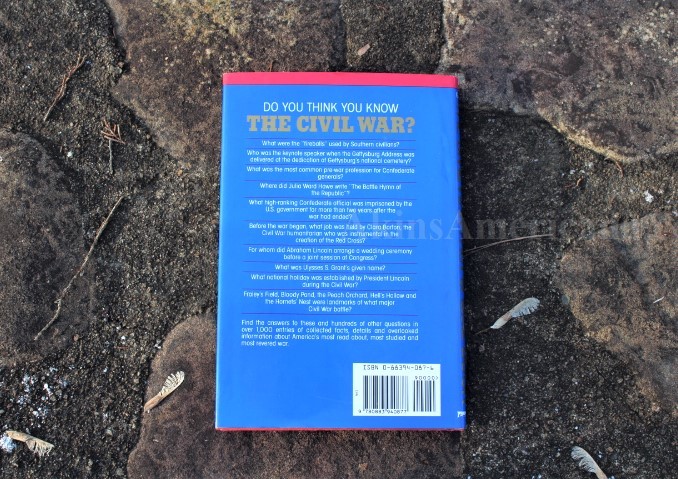 DO YOU THINK YOU KNOW
THE CIVIL WAR?
What were the "fireballs" used by Southern civilians?
Who was the keynote speaker when the Gettysburg Address was
delivered at the dedication of Gettysburg's national cemetery?
What was the most common pre-war profession for Confederate
generals?
Where did Julia Ward Howe write "The Battle Hymn of
the Republic"?
What high-ranking Confederate official was imprisoned by the
U.S. government for more than five years after the
war had ended?
Before the war began, what job was held by Clara Barton, the
Civil War humanitarian who was instrumental in the
creation of the Red Cross?
For whom did Abraham Lincoln arrange a wedding ceremony
before a joint session of Congress?
What was Ulysses S. Grant's given name?
What national holiday was established by President Lincoln
during the Civil War?
Fraley's Field, Bloody Pond, the Peach Orchard, Hell's Hollow and
the Hornets' Nest were landmarks of what major
Civil War battle?
Find the answers to these and hundreds of other questions in
over 1,000 entries of collected facts, details and overlooked
information about America's most read about, most studied and
most revered war.
ISBN 0-88394-087-6
90000>
9 780883 940877